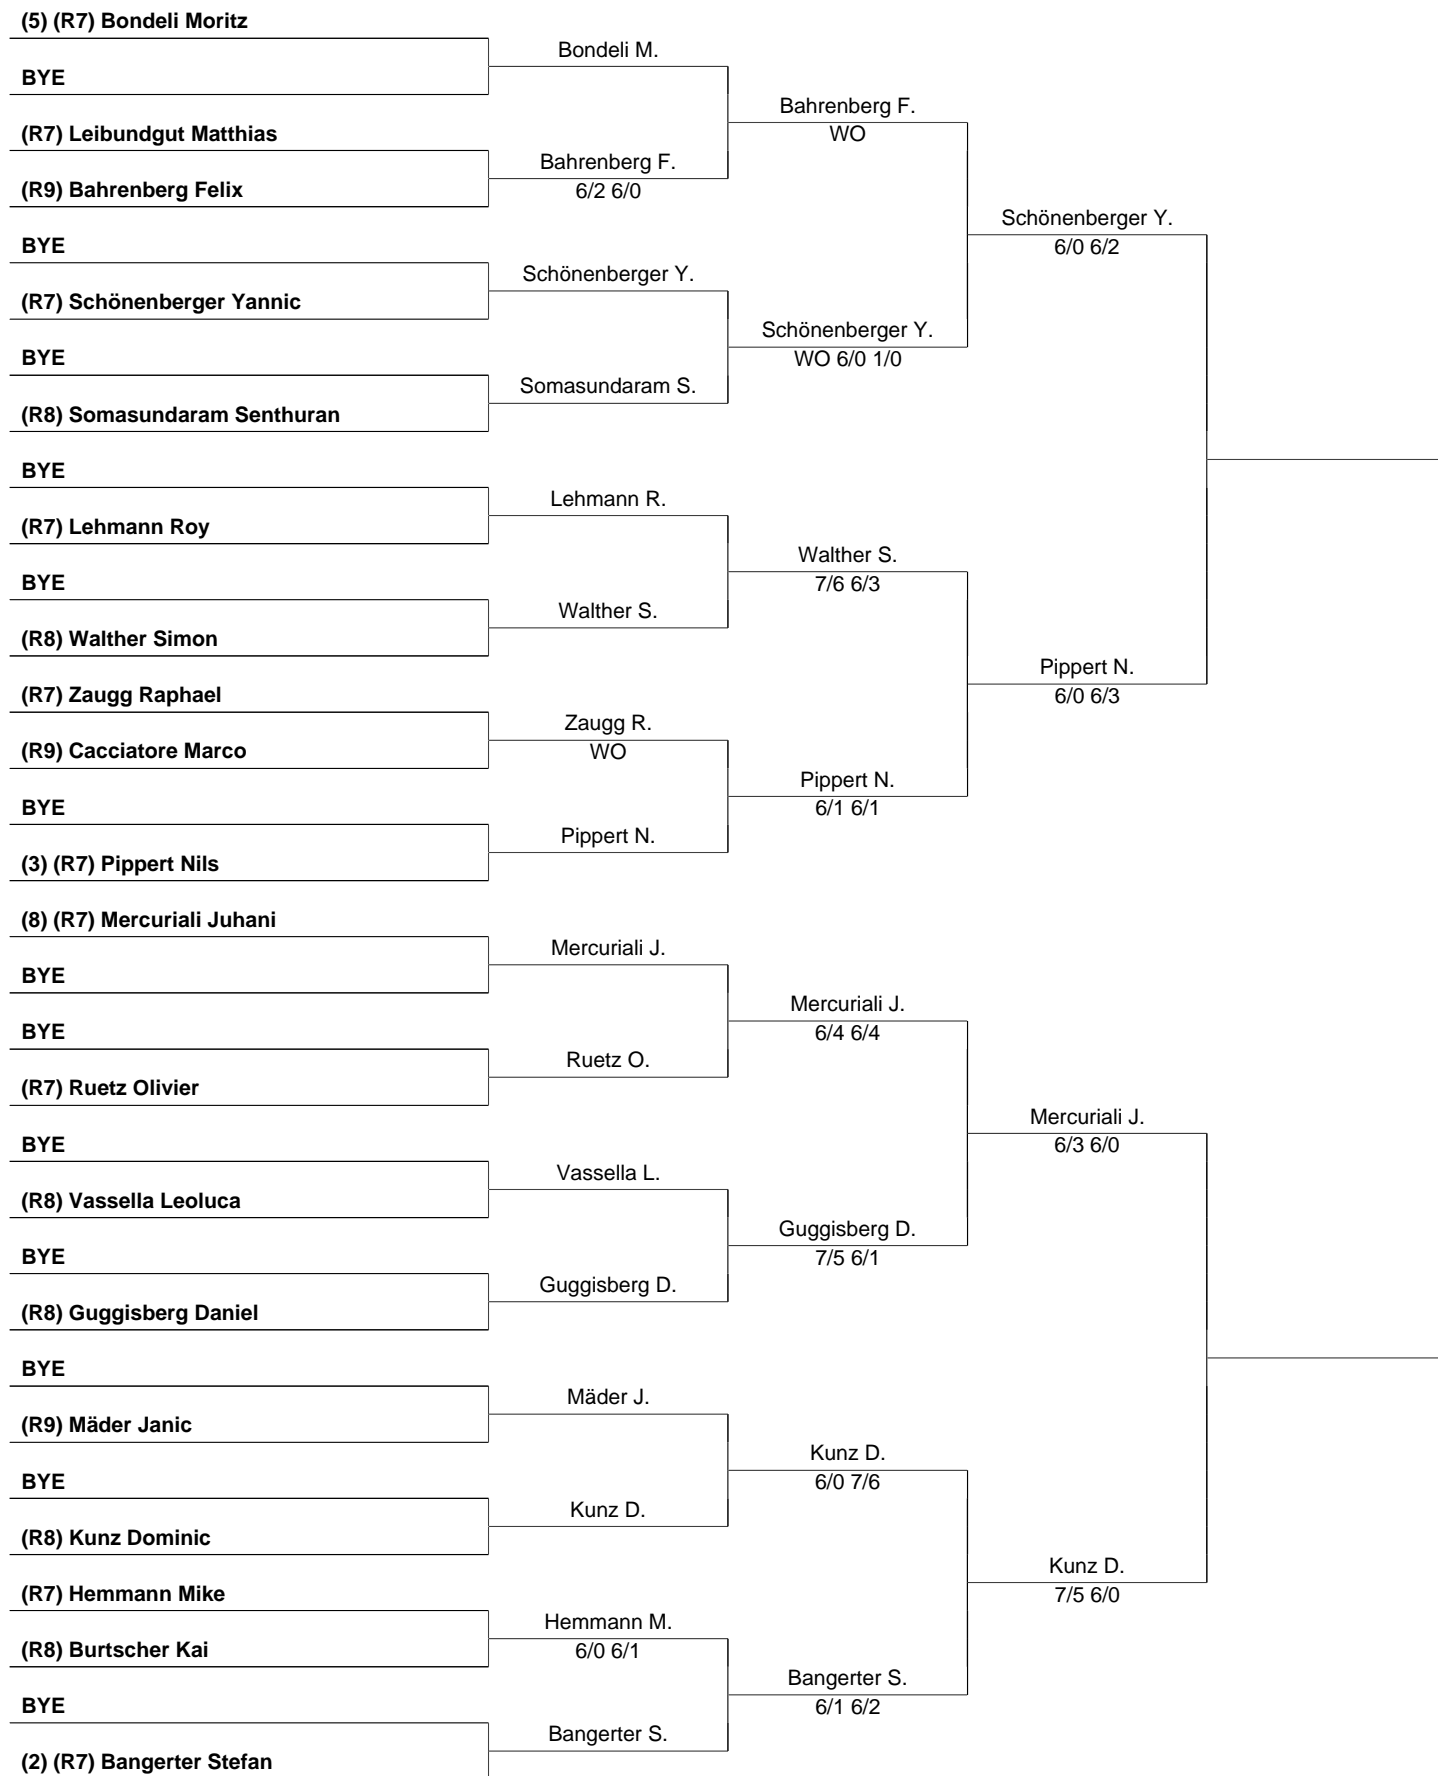 (5) (R7) Bondeli Moritz
Bondeli M.
BYE
Bahrenberg F.
(R7) Leibundgut Matthias
WO
Bahrenberg F.
(R9) Bahrenberg Felix
6/2 6/0
Schönenberger Y.
BYE
6/0 6/2
Schönenberger Y.
(R7) Schönenberger Yannic
Schönenberger Y.
BYE
WO 6/0 1/0
Somasundaram S.
(R8) Somasundaram Senthuran
BYE
Lehmann R.
(R7) Lehmann Roy
Walther S.
BYE
7/6 6/3
Walther S.
(R8) Walther Simon
Pippert N.
(R7) Zaugg Raphael
6/0 6/3
Zaugg R.
(R9) Cacciatore Marco
WO
Pippert N.
BYE
6/1 6/1
Pippert N.
(3) (R7) Pippert Nils
(8) (R7) Mercuriali Juhani
Mercuriali J.
BYE
Mercuriali J.
BYE
6/4 6/4
Ruetz O.
(R7) Ruetz Olivier
Mercuriali J.
BYE
6/3 6/0
Vassella L.
(R8) Vassella Leoluca
Guggisberg D.
BYE
7/5 6/1
Guggisberg D.
(R8) Guggisberg Daniel
BYE
Mäder J.
(R9) Mäder Janic
Kunz D.
BYE
6/0 7/6
Kunz D.
(R8) Kunz Dominic
Kunz D.
(R7) Hemmann Mike
7/5 6/0
Hemmann M.
(R8) Burtscher Kai
6/0 6/1
Bangerter S.
BYE
6/1 6/2
Bangerter S.
(2) (R7) Bangerter Stefan